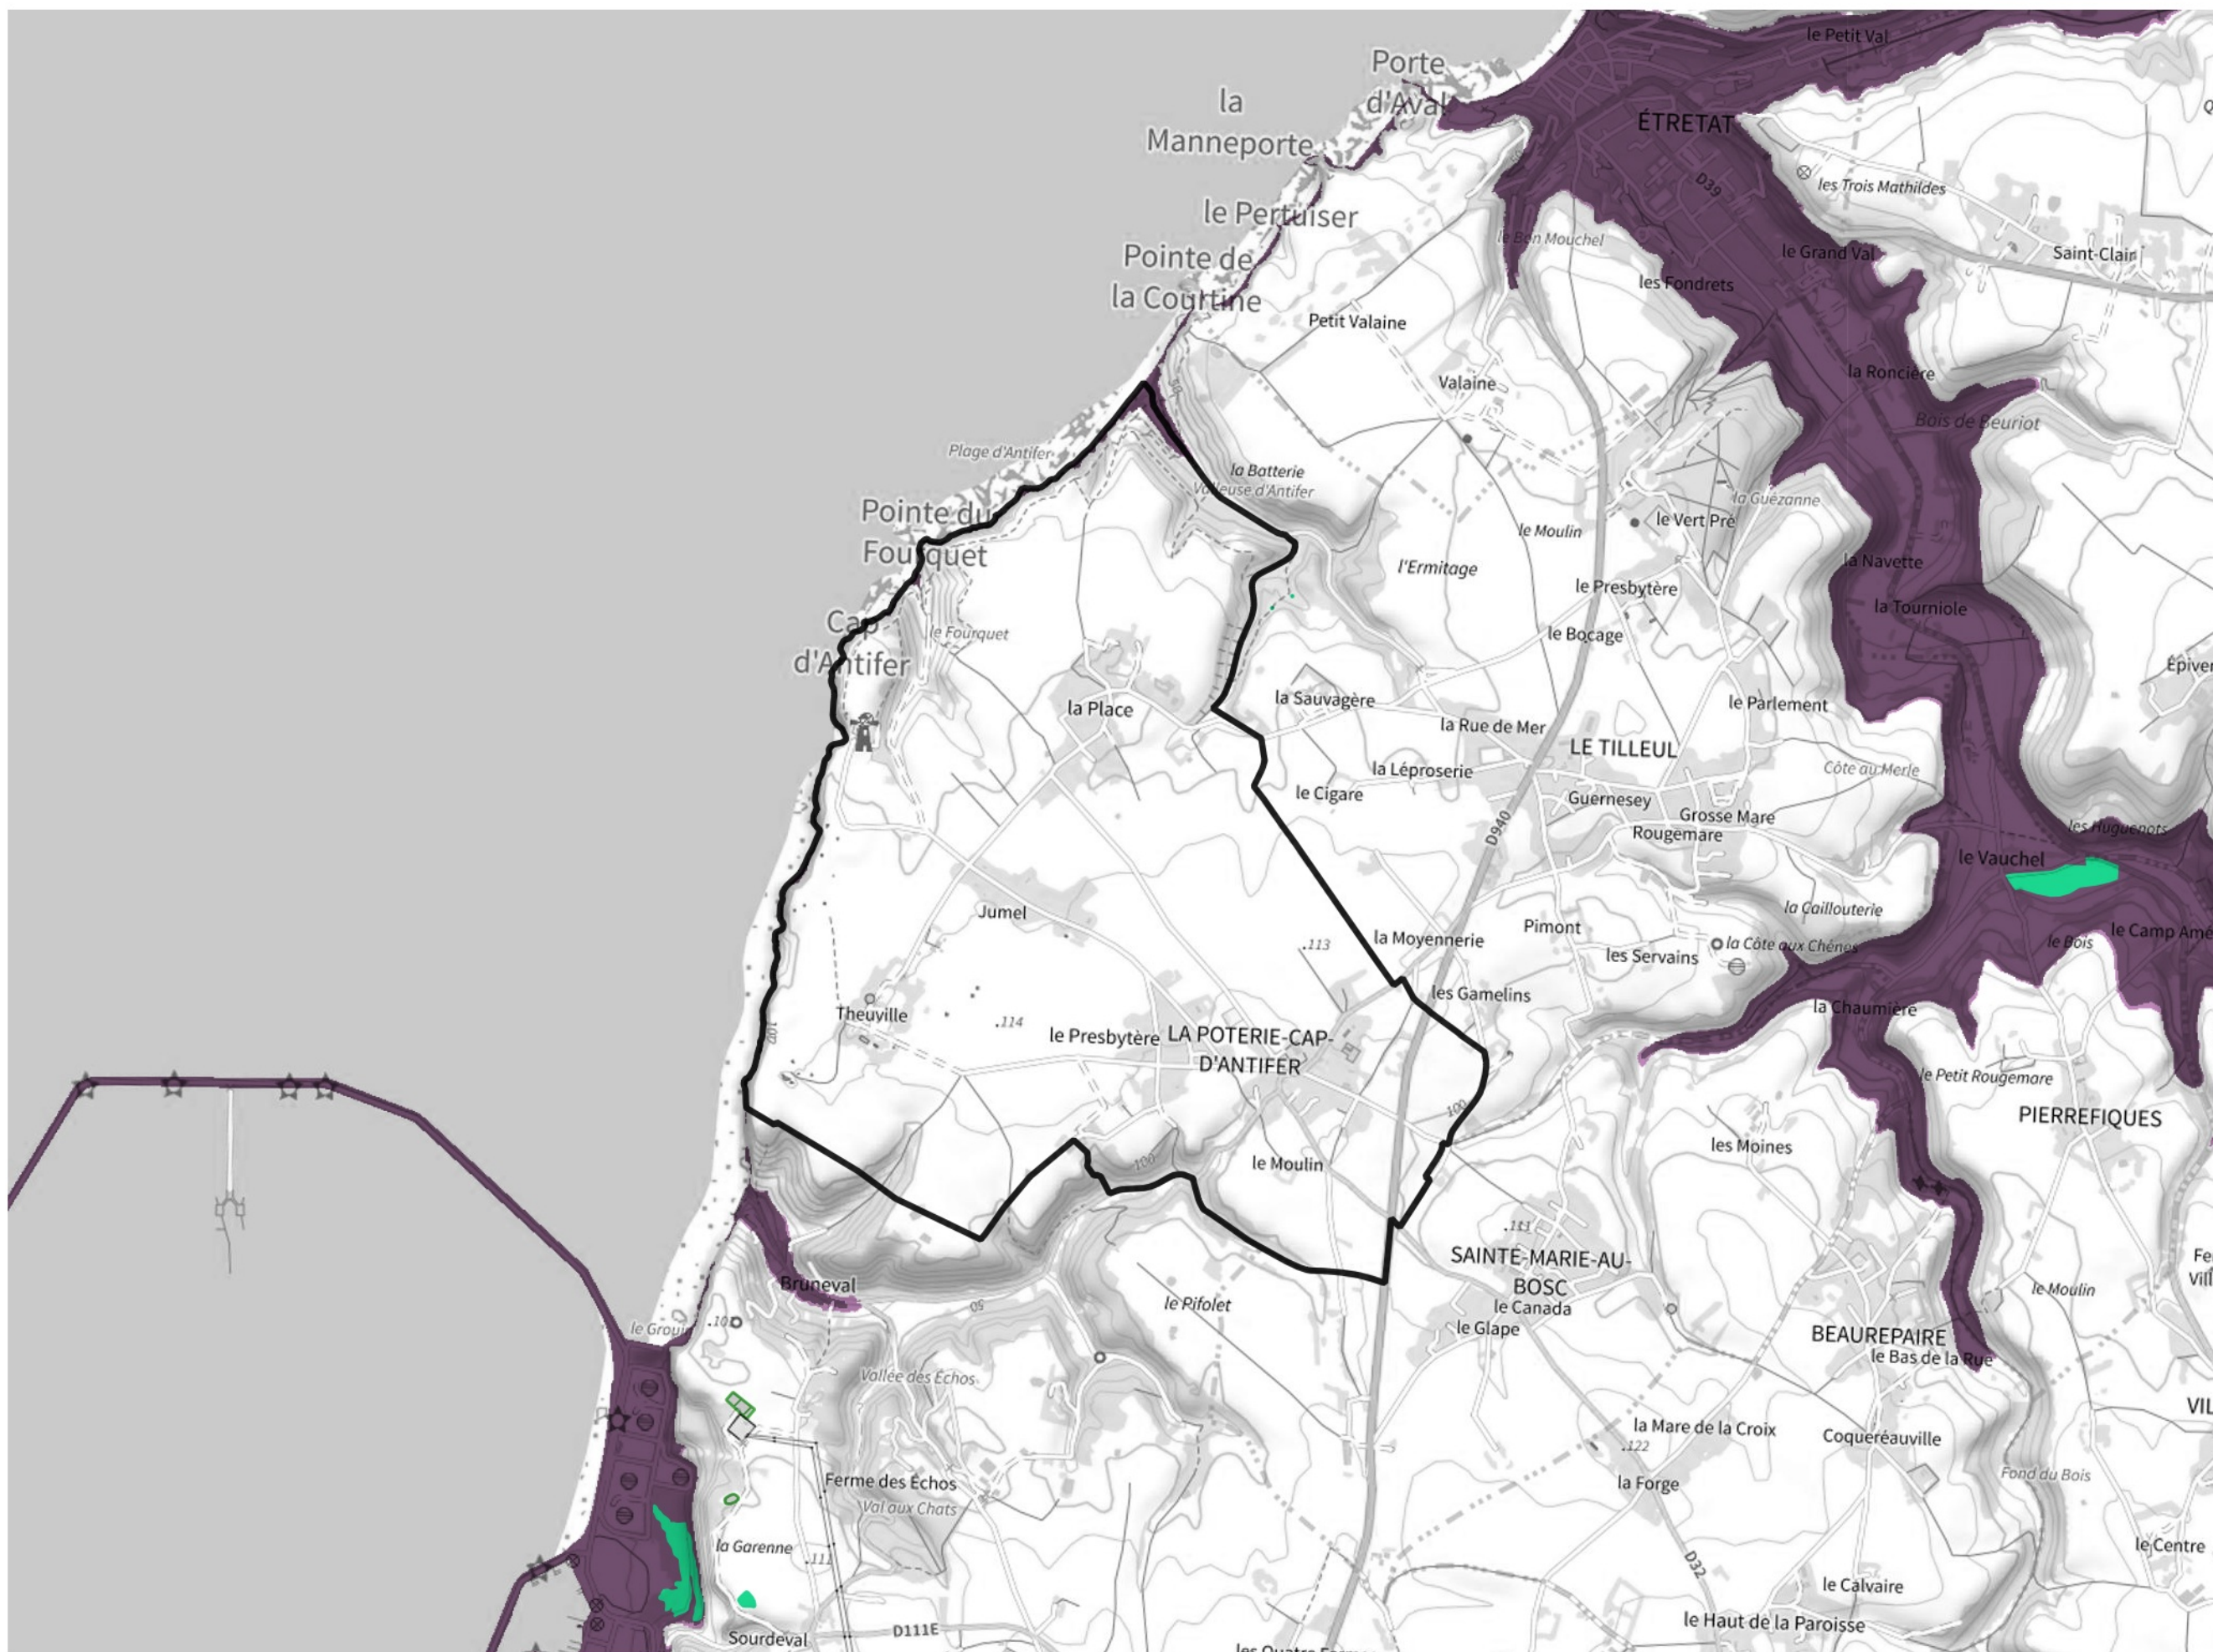 le Petit Val
Porte
d'Aval
la
Manneporte
ÉTRETAT
les Trois Mathildes
D39
le Pertuiser
le Bon Mouchel
le Grand Val
Saint-Clair
Pointe de
la Courtine
les Fondrets
Petit Valaine
Valaine
la Roncière
Bois de Beuriot
Plage d'Antifer
la Batterie
Valleuse d'Antifer
la Guézanne
Pointe du
Fourquet
le Moulin
le Vert Pré
l'Ermitage
la Navette
le Presbytère
la Tourniole
Cap
d'Antifer
le Fourquet
le Bocage
la Sauvagère
la Place
le Parlement
la Rue de Mer
LE TILLEUL
la Léproserie
Côte au Merle
le Cigare
Guernesey
Grosse Mare
Rougemare
D940
les Huguenots
le Vauchel
Jumel
la Caillouterie
Pimont
la Moyennerie
.113
la Côte aux Chênes
le Bois
le Camp Amé
les Servains
les Gamelins
la Chaumière
Theuville
.114
101
le Presbytère
LA POTERIE-CAP-
D'ANTIFER
le Petit Rougemare
100
PIERREFIQUES
les Moines
le Moulin
100
.111
SAINTE-MARIE-AU-
BOSC
Bruneval
le Pifolet
50
le Canada
le Glape
le Moulin
le Grouin
.101
BEAUREPAIRE
le Bas de la Rue
Vallée des Échos
VIL
la Mare de la Croix
.122
Coqueréauville
la Forge
Fond du Bois
Ferme des Échos
Val aux Chats
la Garenne
.111
le Centre
D32
le Calvaire
le Haut de la Paroisse
Sourdeval
D111E